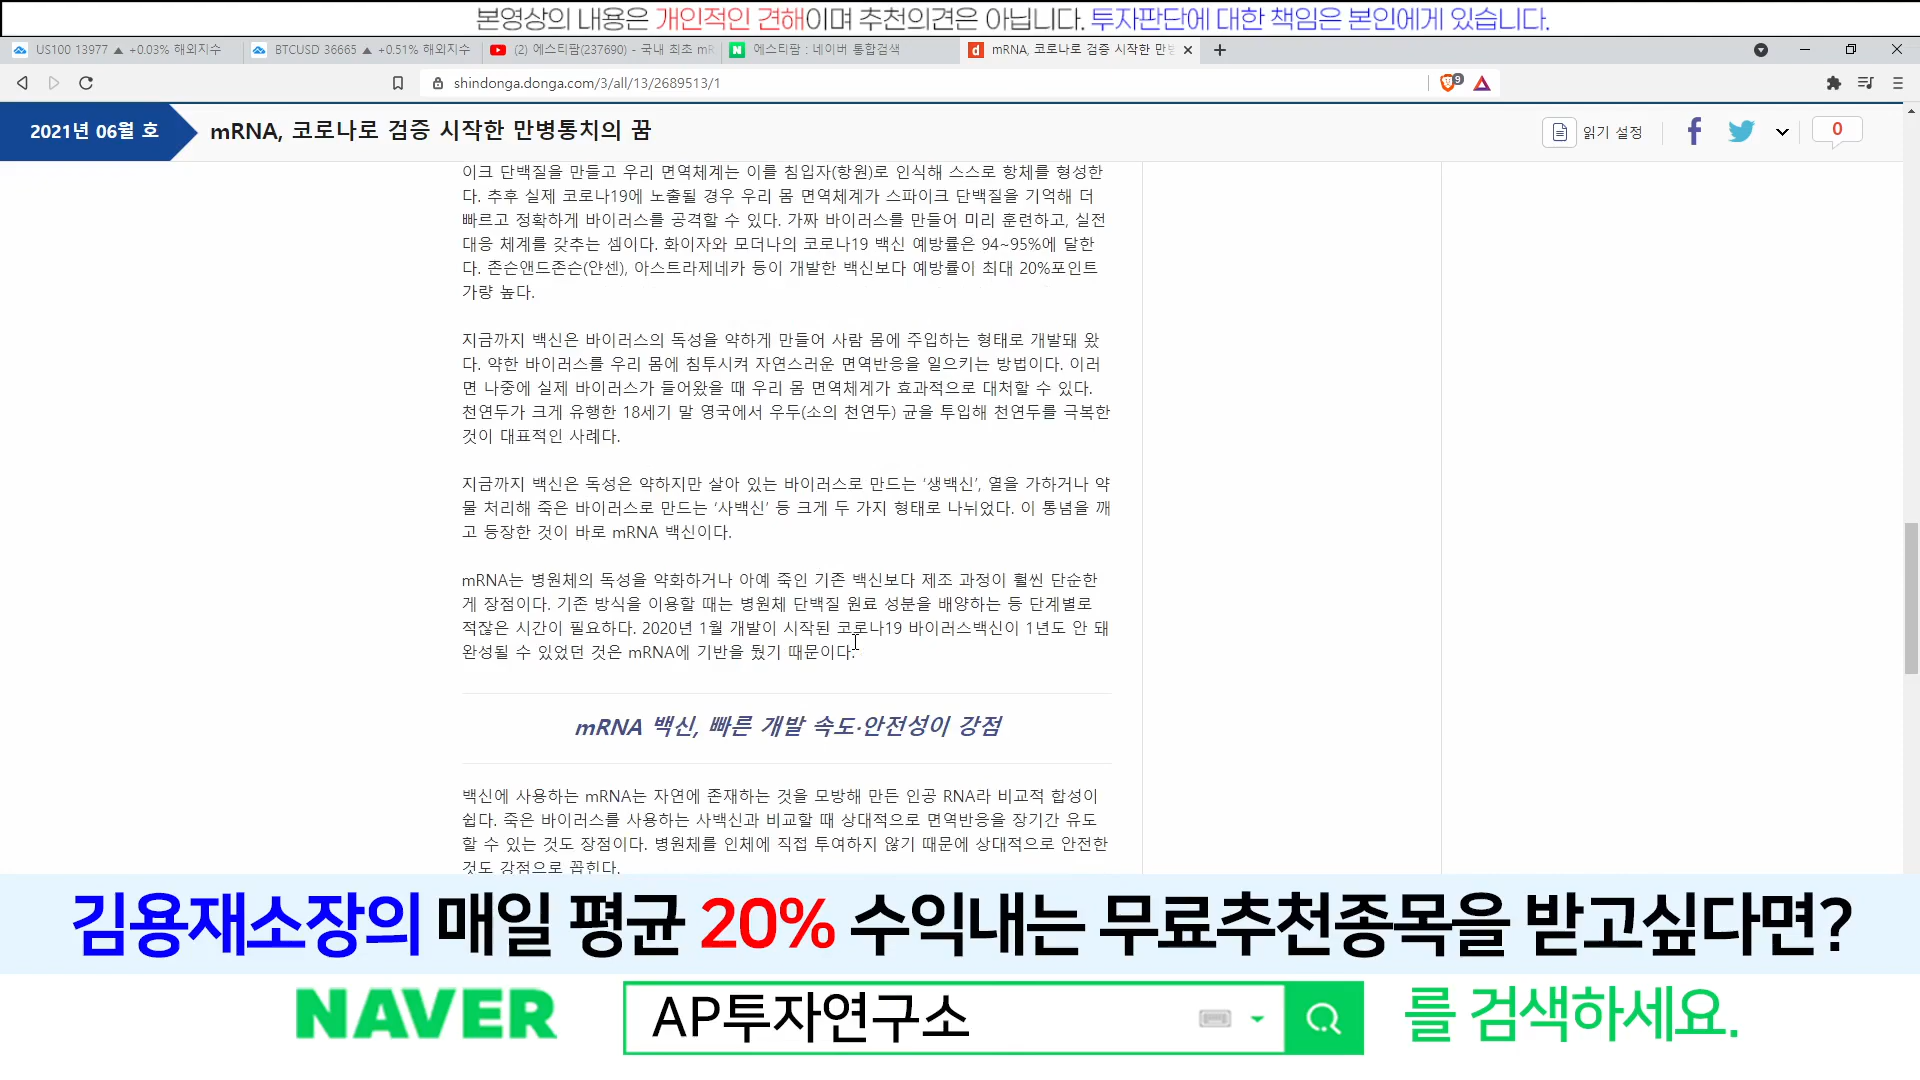 본영상의 내용은 개인적인 견해이며 추천의견은 아닙니다. 투자판단에 대한 책임은 본인에게 있습니다.
US100 13977 ▲ +0.03% 해외지수
BTCUSD 36665 ▲ +0.51% 해외지수
(2) 에스티팜(237690) - 국내 최초 mR
에스티팜 : 네이버 통합검색
mRNA, 코로나로 검증 시작한 만병
shindonga.donga.com/3/all/13/2689513/1
9
2021년 06월 호
mRNA, 코로나로 검증 시작한 만병통치의 꿈
읽기 설정
0
이크 단백질을 만들고 우리 면역체계는 이를 침입자(항원)로 인식해 스스로 항체를 형성한
다. 추후 실제 코로나19에 노출될 경우 우리 몸 면역체계가 스파이크 단백질을 기억해 더
빠르고 정확하게 바이러스를 공격할 수 있다. 가짜 바이러스를 만들어 미리 훈련하고, 실전
대응 체계를 갖추는 셈이다. 화이자와 모더나의 코로나19 백신 예방률은 94~95%에 달한
다. 존슨앤드존슨(얀센), 아스트라제네카 등이 개발한 백신보다 예방률이 최대 20%포인트
가량 높다.
지금까지 백신은 바이러스의 독성을 약하게 만들어 사람 몸에 주입하는 형태로 개발돼 왔
다. 약한 바이러스를 우리 몸에 침투시켜 자연스러운 면역반응을 일으키는 방법이다. 이러
면 나중에 실제 바이러스가 들어왔을 때 우리 몸 면역체계가 효과적으로 대처할 수 있다.
천연두가 크게 유행한 18세기 말 영국에서 우두(소의 천연두) 균을 투입해 천연두를 극복한
것이 대표적인 사례다.
지금까지 백신은 독성은 약하지만 살아 있는 바이러스로 만드는 ‘생백신’, 열을 가하거나 약
물 처리해 죽은 바이러스로 만드는 ‘사백신’ 등 크게 두 가지 형태로 나뉘었다. 이 통념을 깨
고 등장한 것이 바로 mRNA 백신이다.
mRNA는 병원체의 독성을 약화하거나 아예 죽인 기존 백신보다 제조 과정이 훨씬 단순한
게 장점이다. 기존 방식을 이용할 때는 병원체 단백질 원료 성분을 배양하는 등 단계별로
적잖은 시간이 필요하다. 2020년 1월 개발이 시작된 코로나19 바이러스백신이 1년도 안 돼
완성될 수 있었던 것은 mRNA에 기반을 뒀기 때문이다.
mRNA 백신, 빠른 개발 속도·안전성이 강점
백신에 사용하는 mRNA는 자연에 존재하는 것을 모방해 만든 인공 RNA라 비교적 합성이
쉽다. 죽은 바이러스를 사용하는 사백신과 비교할 때 상대적으로 면역반응을 장기간 유도
할 수 있는 것도 장점이다. 병원체를 인체에 직접 투여하지 않기 때문에 상대적으로 안전한
것도 강점으로 꼽힌다.
김용재소장의 매일 평균 20% 수익내는 무료추천종목을 받고싶다면?
NAVER AP투자연구소 를 검색하세요.